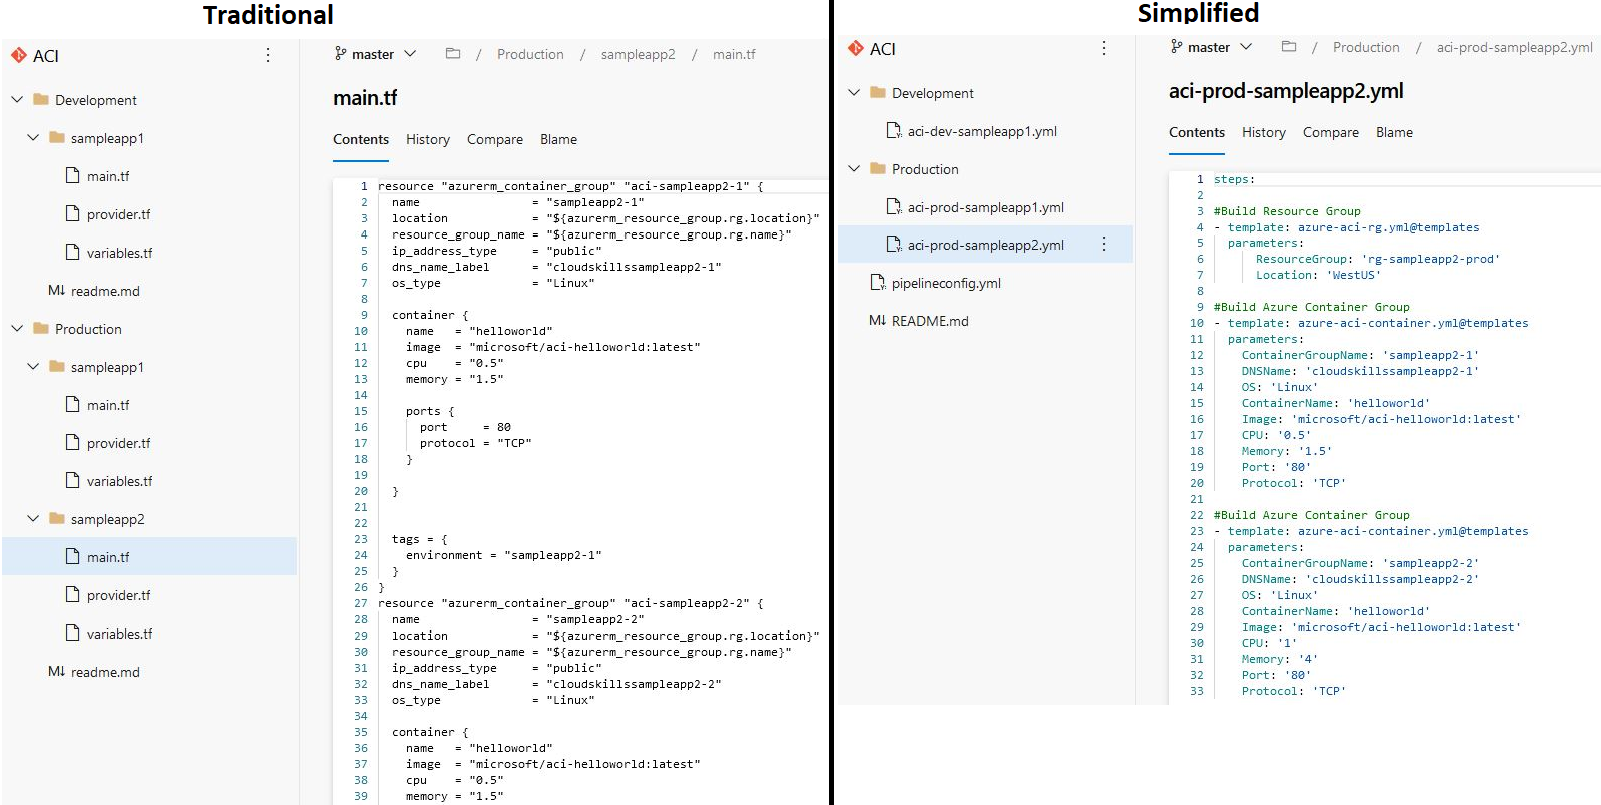 Traditional
ACI
Development
sampleapp1
main.tf
provider.tf
variables.tf
M↓ readme.md
Production
sampleapp1
main.tf
provider.tf
variables.tf
sampleapp2
main.tf
provider.tf
variables.tf
M↓ readme.md
master / Production / sampleapp2 / main.tf
main.tf
Contents History Compare Blame
1 resource "azurerm_container_group" "aci-sampleapp2-1" {
2 name = "sampleapp2-1"
3 location = "${azurerm_resource_group.rg.location}"
4 resource_group_name = "${azurerm_resource_group.rg.name}"
5 ip_address_type = "public"
6 dns_name_label = "cloudskillssampleapp2-1"
7 os_type = "Linux"
8
9 container {
10 name = "helloworld"
11 image = "microsoft/aci-helloworld:latest"
12 cpu = "0.5"
13 memory = "1.5"
14
15 ports {
16 port = 80
17 protocol = "TCP"
18 }
19
20 }
21
22
23 tags = {
24 environment = "sampleapp2-1"
25 }
26 }
27 resource "azurerm_container_group" "aci-sampleapp2-2" {
28 name = "sampleapp2-2"
29 location = "${azurerm_resource_group.rg.location}"
30 resource_group_name = "${azurerm_resource_group.rg.name}"
31 ip_address_type = "public"
32 dns_name_label = "cloudskillssampleapp2-2"
33 os_type = "Linux"
34
35 container {
36 name = "helloworld"
37 image = "microsoft/aci-helloworld:latest"
38 cpu = "0.5"
39 memory = "1.5"
Simplified
ACI
Development
aci-dev-sampleapp1.yml
Production
aci-prod-sampleapp1.yml
aci-prod-sampleapp2.yml
pipelineconfig.yml
M↓ README.md
master / Production / aci-prod-sampleapp2.yml
aci-prod-sampleapp2.yml
Contents History Compare Blame
1 steps:
2
3 #Build Resource Group
4 - template: azure-aci-rg.yml@templates
5 parameters:
6 ResourceGroup: 'rg-sampleapp2-prod'
7 Location: 'WestUS'
8
9 #Build Azure Container Group
10 - template: azure-aci-container.yml@templates
11 parameters:
12 ContainerGroupName: 'sampleapp2-1'
13 DNSName: 'cloudskillssampleapp2-1'
14 OS: 'Linux'
15 ContainerName: 'helloworld'
16 Image: 'microsoft/aci-helloworld:latest'
17 CPU: '0.5'
18 Memory: '1.5'
19 Port: '80'
20 Protocol: 'TCP'
21
22 #Build Azure Container Group
23 - template: azure-aci-container.yml@templates
24 parameters:
25 ContainerGroupName: 'sampleapp2-2'
26 DNSName: 'cloudskillssampleapp2-2'
27 OS: 'Linux'
28 ContainerName: 'helloworld'
29 Image: 'microsoft/aci-helloworld:latest'
30 CPU: '1'
31 Memory: '4'
32 Port: '80'
33 Protocol: 'TCP'